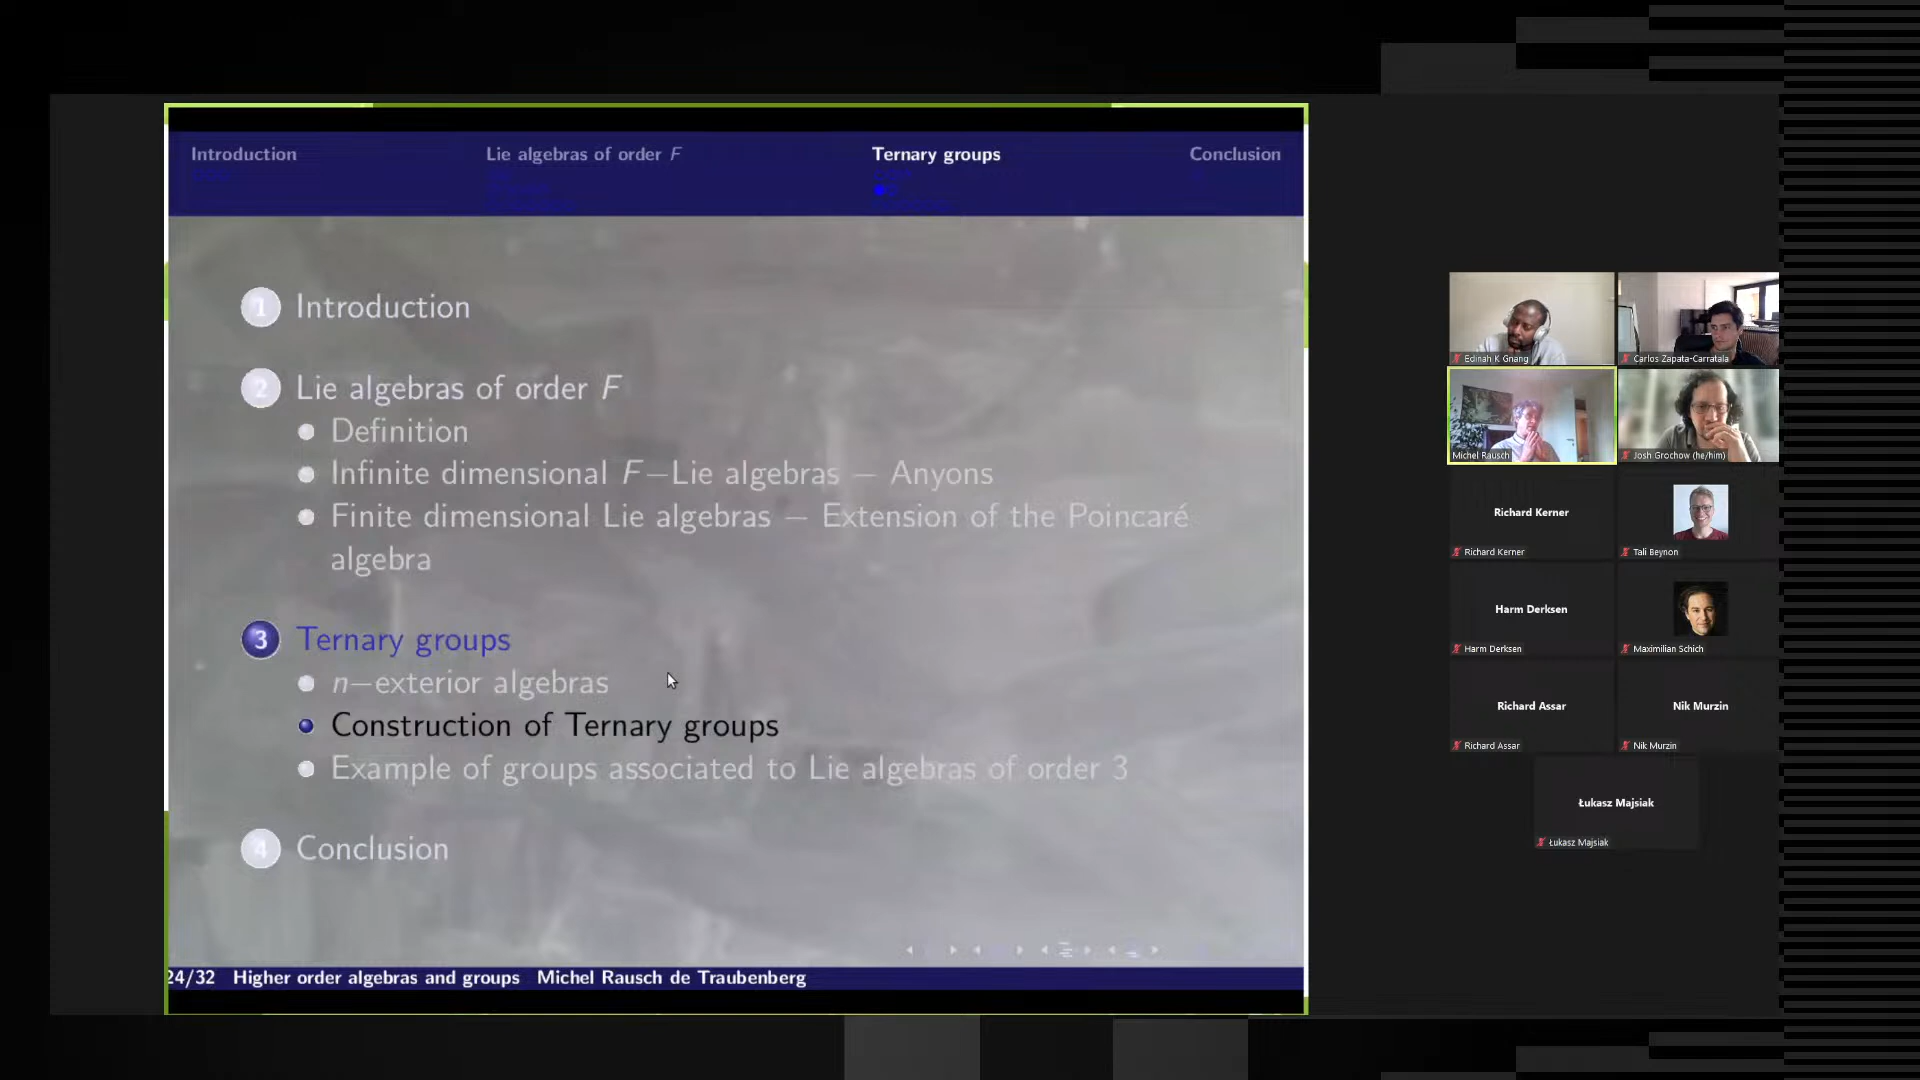 Introduction
Lie algebras of order F
Ternary groups
Conclusion
1 Introduction
2 Lie algebras of order F
Definition
Infinite dimensional F−Lie algebras − Anyons
Finite dimensional Lie algebras − Extension of the Poincaré
algebra
3 Ternary groups
n−exterior algebras
Construction of Ternary groups
Example of groups associated to Lie algebras of order 3
4 Conclusion
24/32 Higher order algebras and groups Michel Rausch de Traubenberg
Edinah K Gnang
Carlos Zapata-Carratala
Michel Rausch
Josh Grochow (he/him)
Richard Kerner
Richard Kerner
Tali Beynon
Harm Derksen
Harm Derksen
Maximilian Schich
Richard Assar
Nik Murzin
Richard Assar
Nik Murzin
Łukasz Majsiak
Łukasz Majsiak